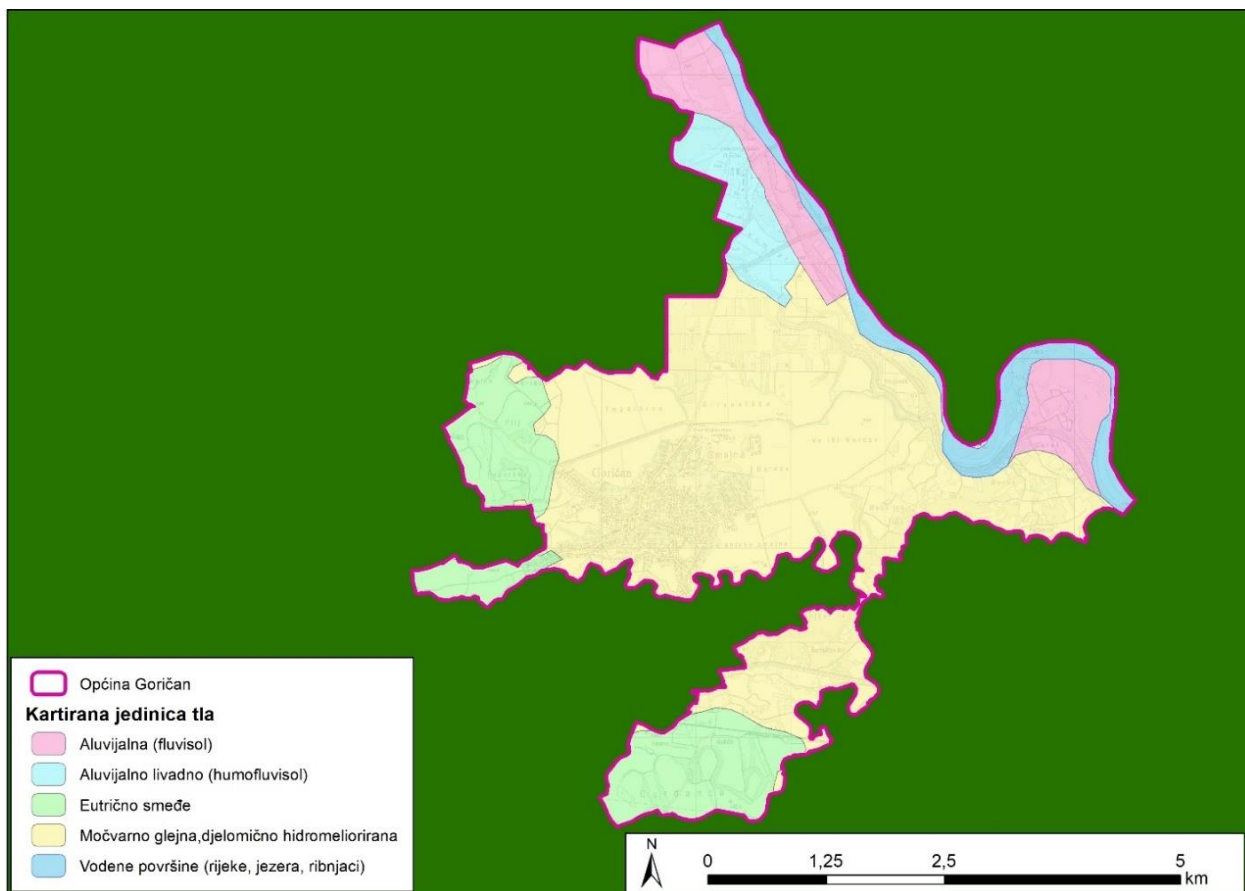 Goričan
Općina Goričan
Kartirana jedinica tla
Aluvijalna (fluvisol)
Aluvijalno livadno (humofluvisol)
Eutrično smeđe
Močvarno glejna,djelomično hidromeliorirana
Vodene površine (rijeke, jezera, ribnjaci)
N
0 1,25 2,5 5
km